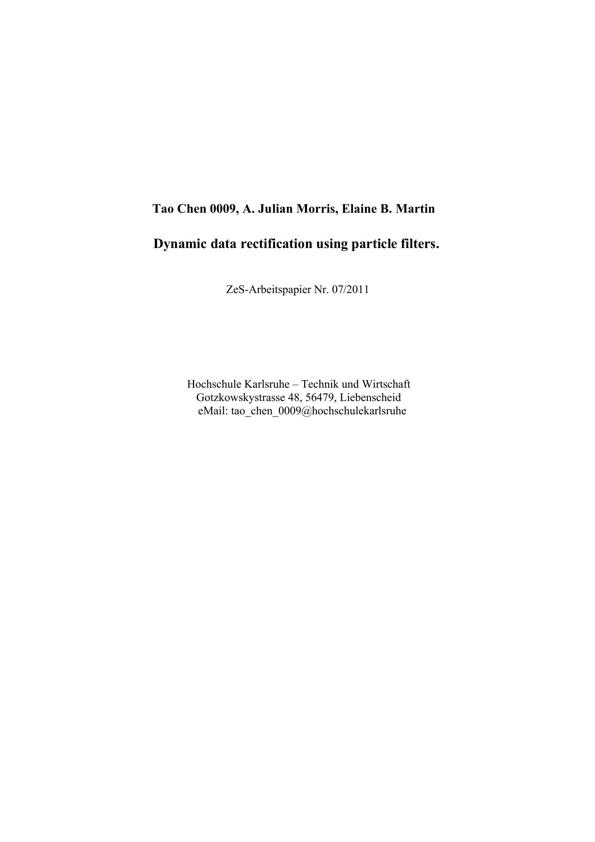 Tao Chen 0009, A. Julian Morris, Elaine B. Martin
Dynamic data rectification using particle filters.
ZeS-Arbeitspapier Nr. 07/2011
Hochschule Karlsruhe – Technik und Wirtschaft
Gotzkowskystrasse 48, 56479, Liebenscheid
eMail: tao_chen_0009@hochschulekarlsruhe